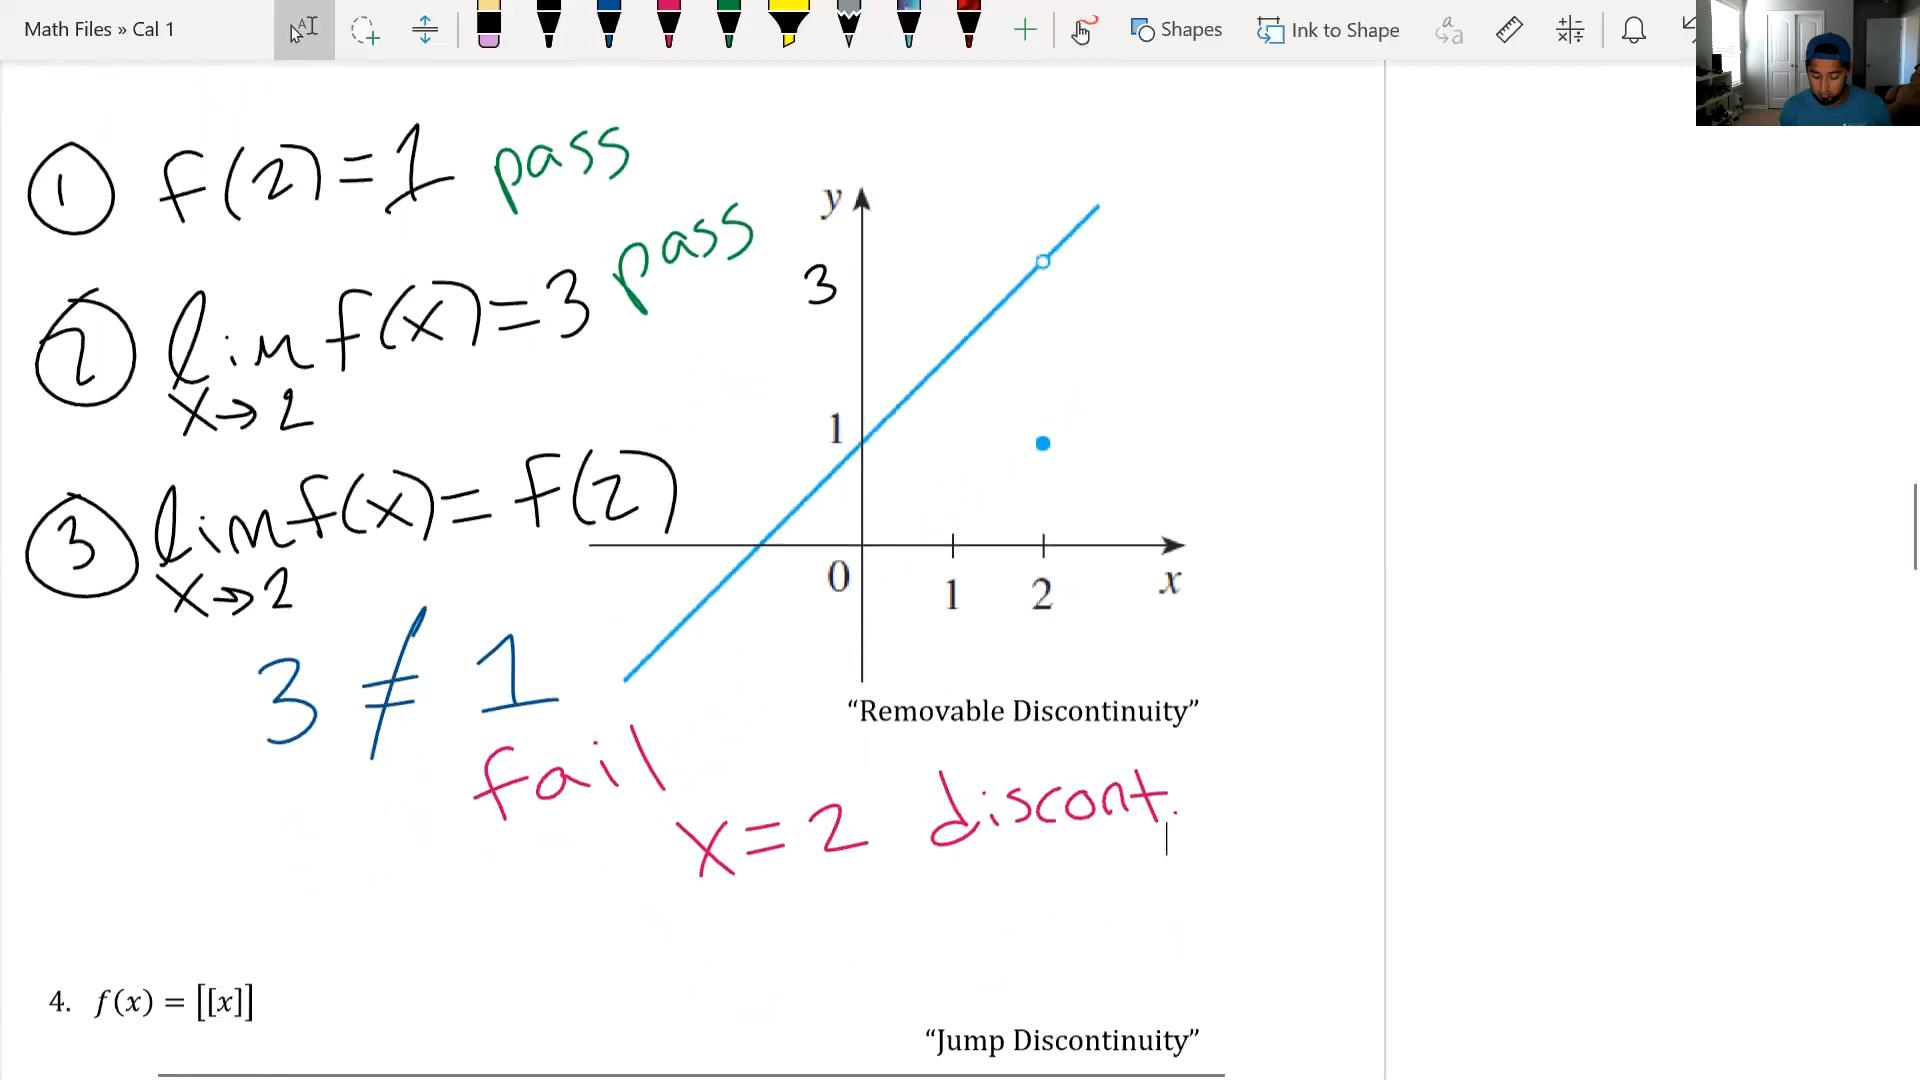 Math Files » Cal 1
Shapes
Ink to Shape
① f(2)=1 pass
② lim f(x)=3 pass
x→2
③ lim f(x)=f(2)
x→2
3 ≠ 1
fail
x=2 discont.
y
3
1
0
1
2
x
“Removable Discontinuity”
4. f(x) = [[x]]
“Jump Discontinuity”